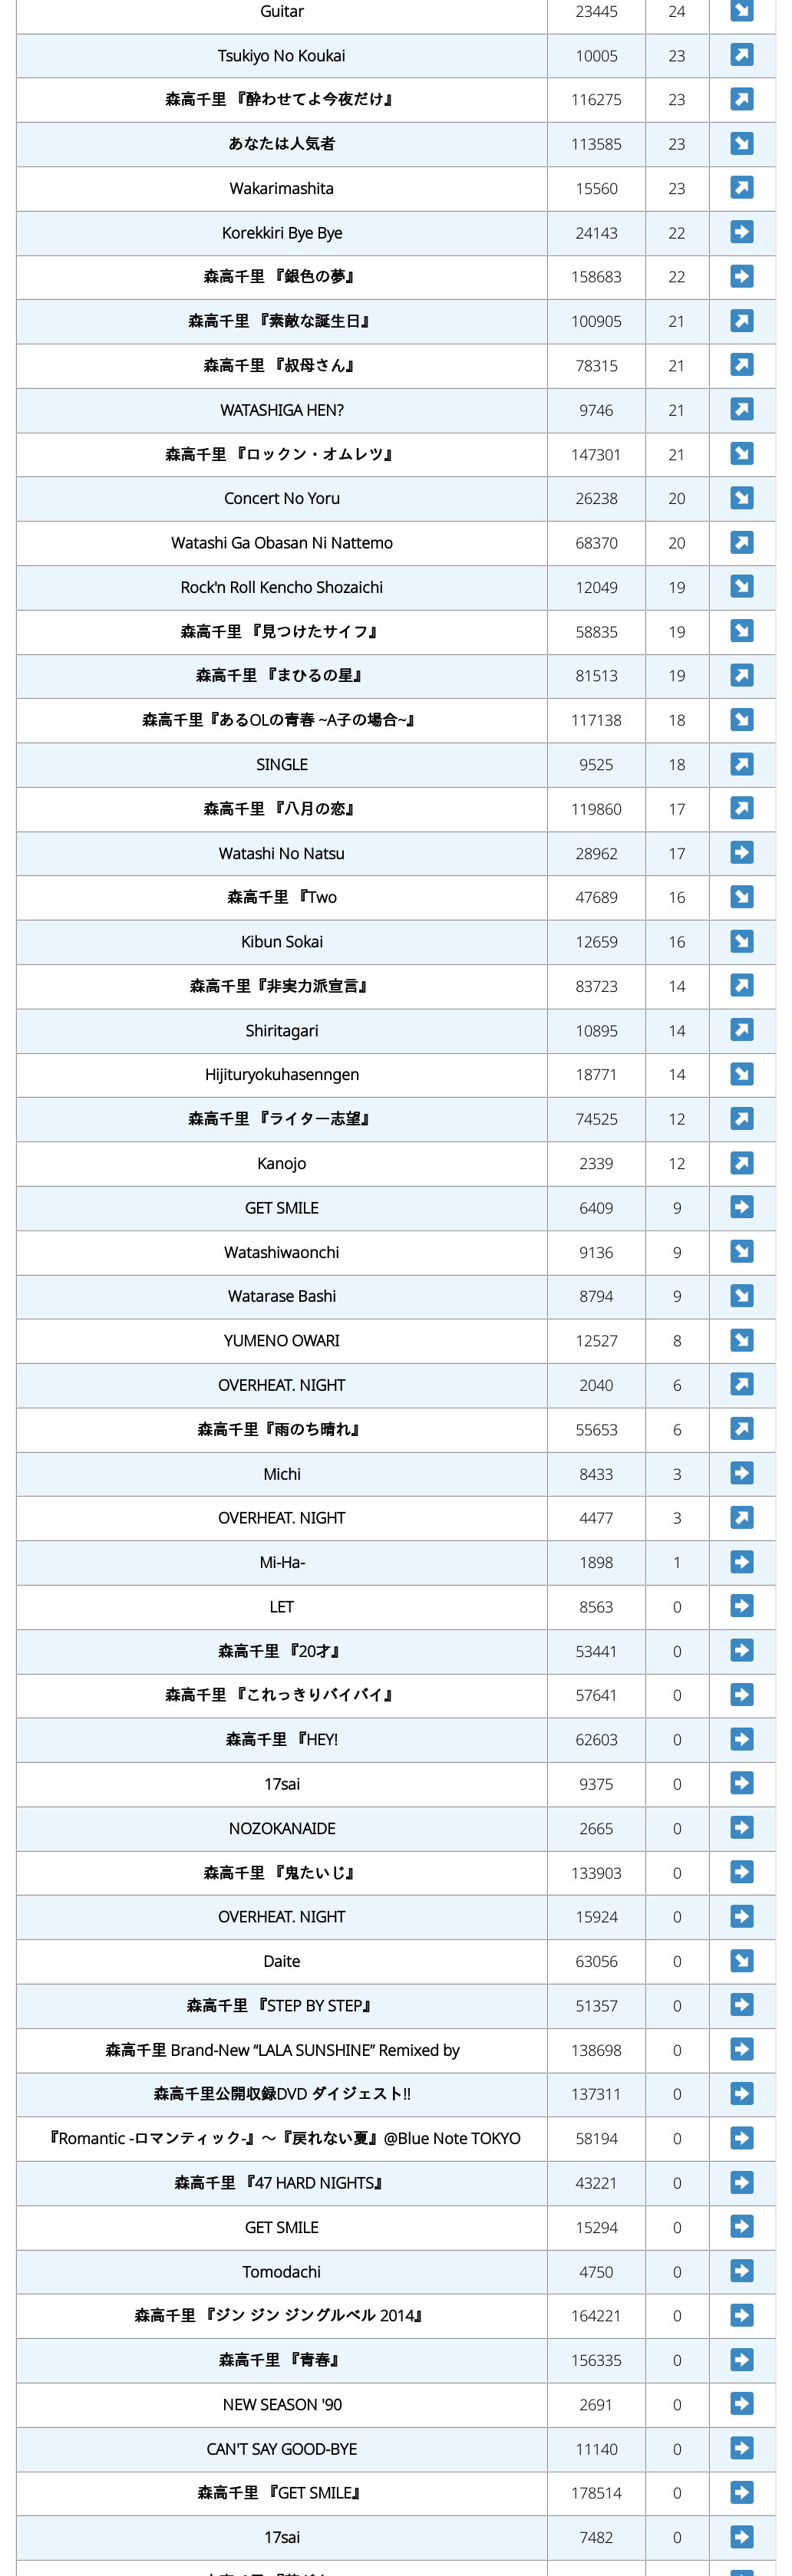 Guitar 23445 24 ↘
Tsukiyo No Koukai 10005 23 ↗
森高千里 『酔わせてよ今夜だけ』 116275 23 ↗
あなたは人気者 113585 23 ↘
Wakarimashita 15560 23 ↗
Korekkiri Bye Bye 24143 22 ➡
森高千里 『銀色の夢』 158683 22 ➡
森高千里 『素敵な誕生日』 100905 21 ↗
森高千里 『叔母さん』 78315 21 ↗
WATASHIGA HEN? 9746 21 ↗
森高千里 『ロックン・オムレツ』 147301 21 ↘
Concert No Yoru 26238 20 ↘
Watashi Ga Obasan Ni Nattemo 68370 20 ↗
Rock'n Roll Kencho Shozaichi 12049 19 ↘
森高千里 『見つけたサイフ』 58835 19 ↘
森高千里 『まひるの星』 81513 19 ↗
森高千里『あるOLの青春 ~A子の場合~』 117138 18 ↘
SINGLE 9525 18 ↗
森高千里 『八月の恋』 119860 17 ↗
Watashi No Natsu 28962 17 ➡
森高千里 『Two 47689 16 ↘
Kibun Sokai 12659 16 ↘
森高千里『非実力派宣言』 83723 14 ↗
Shiritagari 10895 14 ↗
Hijituryokuhasenngen 18771 14 ↘
森高千里 『ライター志望』 74525 12 ↗
Kanojo 2339 12 ↗
GET SMILE 6409 9 ➡
Watashiwaonchi 9136 9 ↘
Watarase Bashi 8794 9 ↘
YUMENO OWARI 12527 8 ↘
OVERHEAT. NIGHT 2040 6 ↗
森高千里『雨のち晴れ』 55653 6 ↗
Michi 8433 3 ➡
OVERHEAT. NIGHT 4477 3 ↗
Mi-Ha- 1898 1 ➡
LET 8563 0 ➡
森高千里 『20才』 53441 0 ➡
森高千里 『これっきりバイバイ』 57641 0 ➡
森高千里 『HEY! 62603 0 ➡
17sai 9375 0 ➡
NOZOKANAIDE 2665 0 ➡
森高千里 『鬼たいじ』 133903 0 ➡
OVERHEAT. NIGHT 15924 0 ➡
Daite 63056 0 ↘
森高千里 『STEP BY STEP』 51357 0 ➡
森高千里 Brand-New “LALA SUNSHINE” Remixed by 138698 0 ➡
森高千里公開収録DVD ダイジェスト!! 137311 0 ➡
『Romantic -ロマンティック-』～『戻れない夏』@Blue Note TOKYO 58194 0 ➡
森高千里 『47 HARD NIGHTS』 43221 0 ➡
GET SMILE 15294 0 ➡
Tomodachi 4750 0 ➡
森高千里 『ジン ジン ジングルベル 2014』 164221 0 ➡
森高千里 『青春』 156335 0 ➡
NEW SEASON '90 2691 0 ➡
CAN'T SAY GOOD-BYE 11140 0 ➡
森高千里 『GET SMILE』 178514 0 ➡
17sai 7482 0 ➡